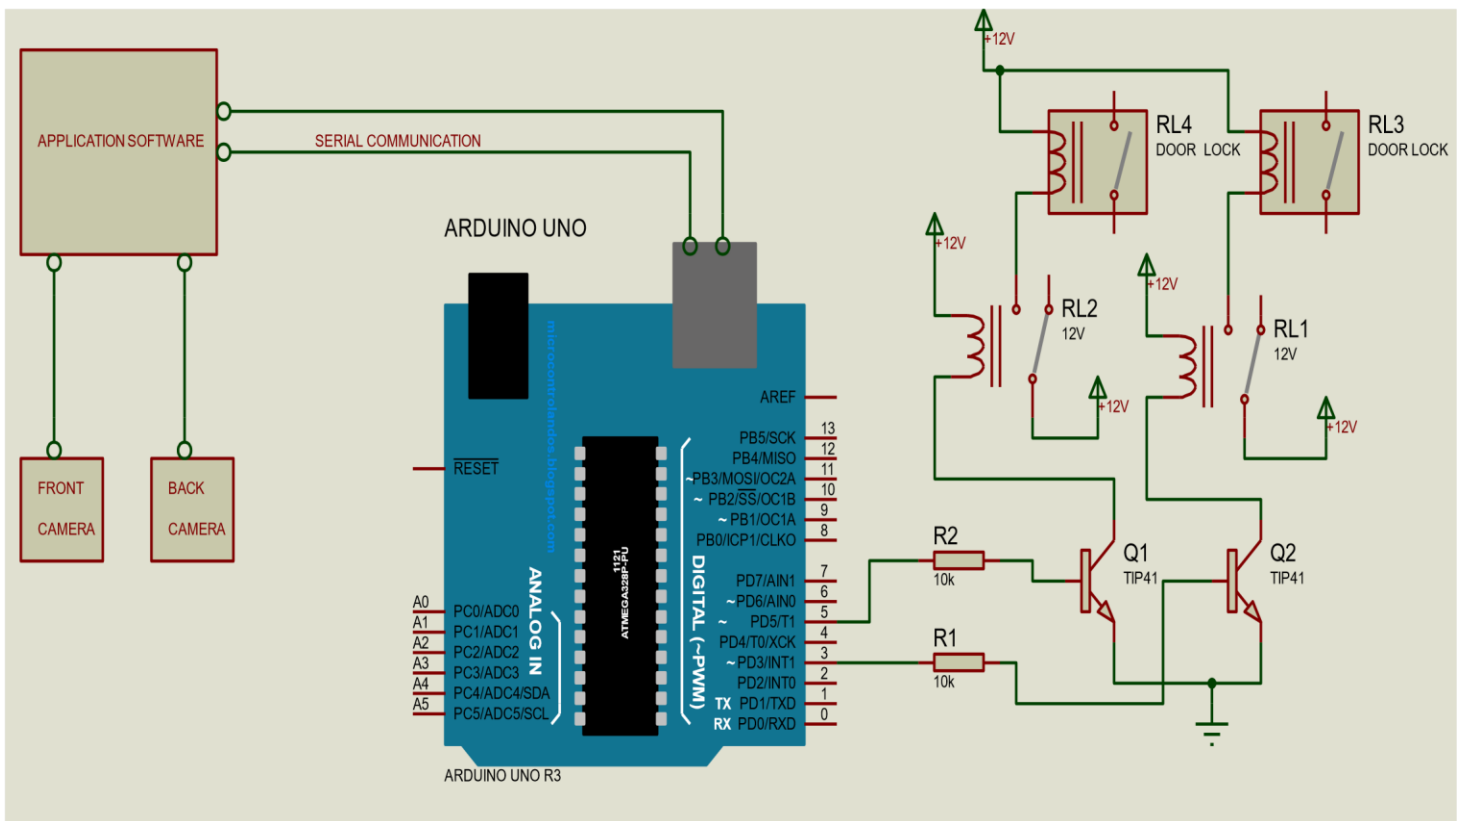 +12V
APPLICATION SOFTWARE
SERIAL COMMUNICATION
RL4
DOOR LOCK
RL3
DOOR LOCK
ARDUINO UNO
+12V
+12V
RL2
12V
RL1
12V
+12V
+12V
microcontrolandos.blogspot.com
FRONT
CAMERA
BACK
CAMERA
RESET
AREF
PB5/SCK 13
PB4/MISO 12
~PB3/MOSI/OC2A 11
~ PB2/SS/OC1B 10
~ PB1/OC1A 9
PB0/ICP1/CLKO 8
PD7/AIN1 7
~PD6/AIN0 6
~ PD5/T1 5
PD4/T0/XCK 4
~PD3/INT1 3
PD2/INT0 2
TX PD1/TXD 1
RX PD0/RXD 0
DIGITAL (~PWM)
1121
ATMEGA328P-PU
ANALOG IN
A0 PC0/ADC0
A1 PC1/ADC1
A2 PC2/ADC2
A3 PC3/ADC3
A4 PC4/ADC4/SDA
A5 PC5/ADC5/SCL
ARDUINO UNO R3
R2
10k
R1
10k
Q1
TIP41
Q2
TIP41